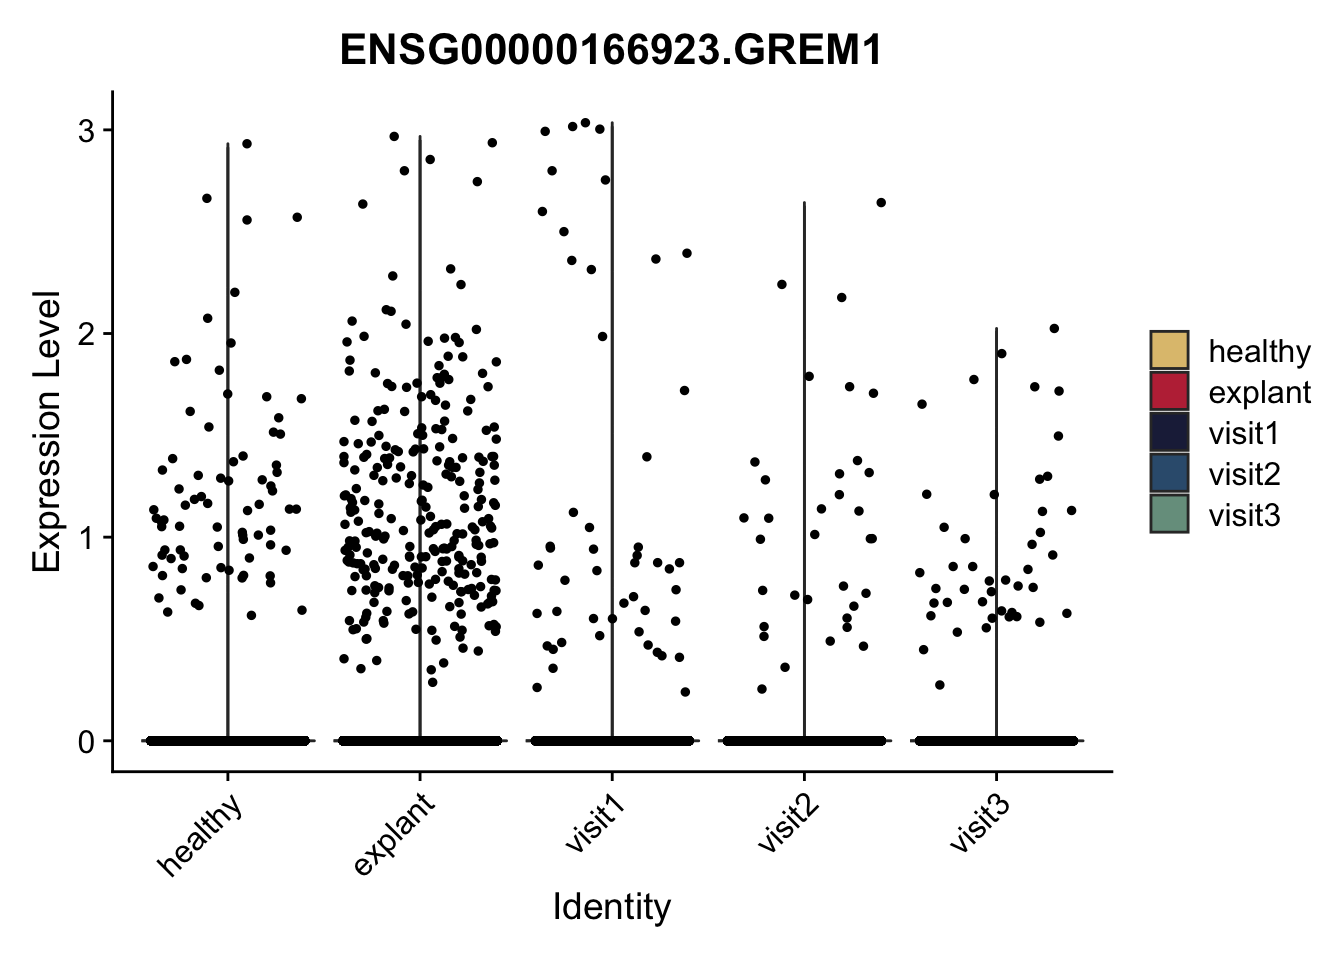 ENSG00000166923.GREM1
Expression Level
3
2
1
0
healthy
explant
visit1
visit2
visit3
Identity
healthy
explant
visit1
visit2
visit3